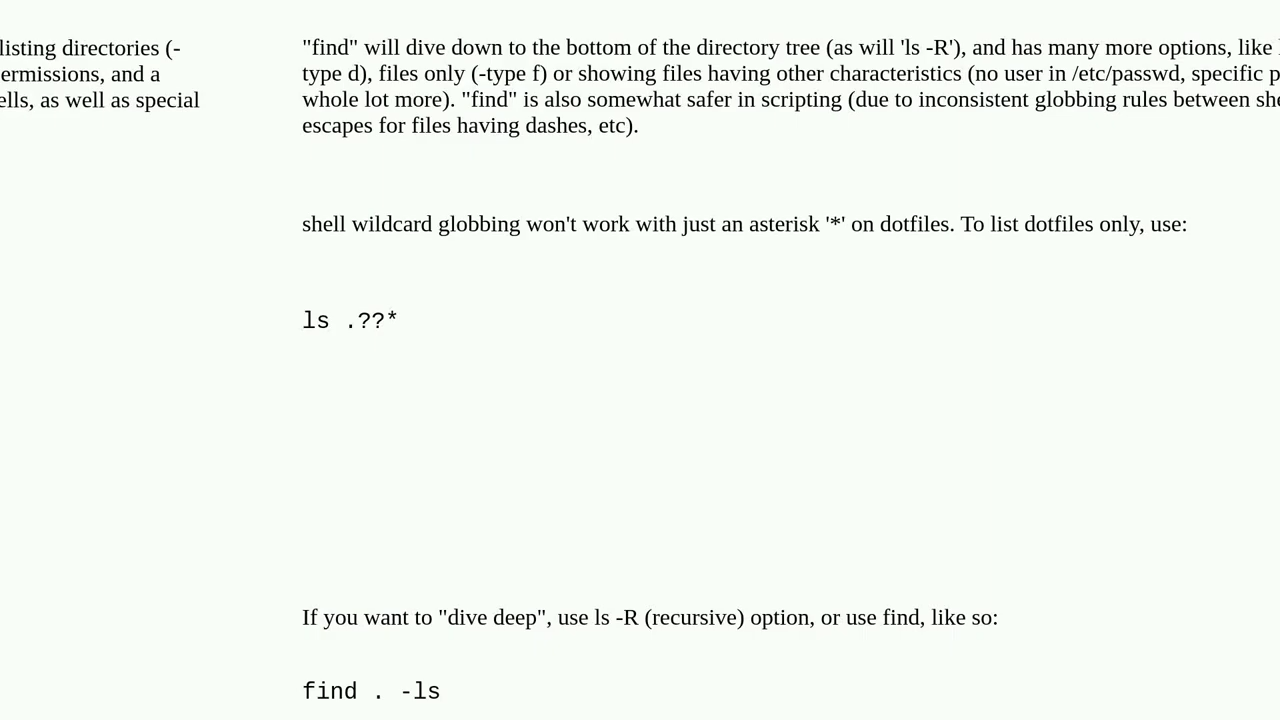 listing directories (-
ermissions, and a
ells, as well as special
"find" will dive down to the bottom of the directory tree (as will 'ls -R'), and has many more options, like
type d), files only (-type f) or showing files having other characteristics (no user in /etc/passwd, specific p
whole lot more). "find" is also somewhat safer in scripting (due to inconsistent globbing rules between she
escapes for files having dashes, etc).
shell wildcard globbing won't work with just an asterisk '*' on dotfiles. To list dotfiles only, use:
ls .??*
If you want to "dive deep", use ls -R (recursive) option, or use find, like so:
find . -ls